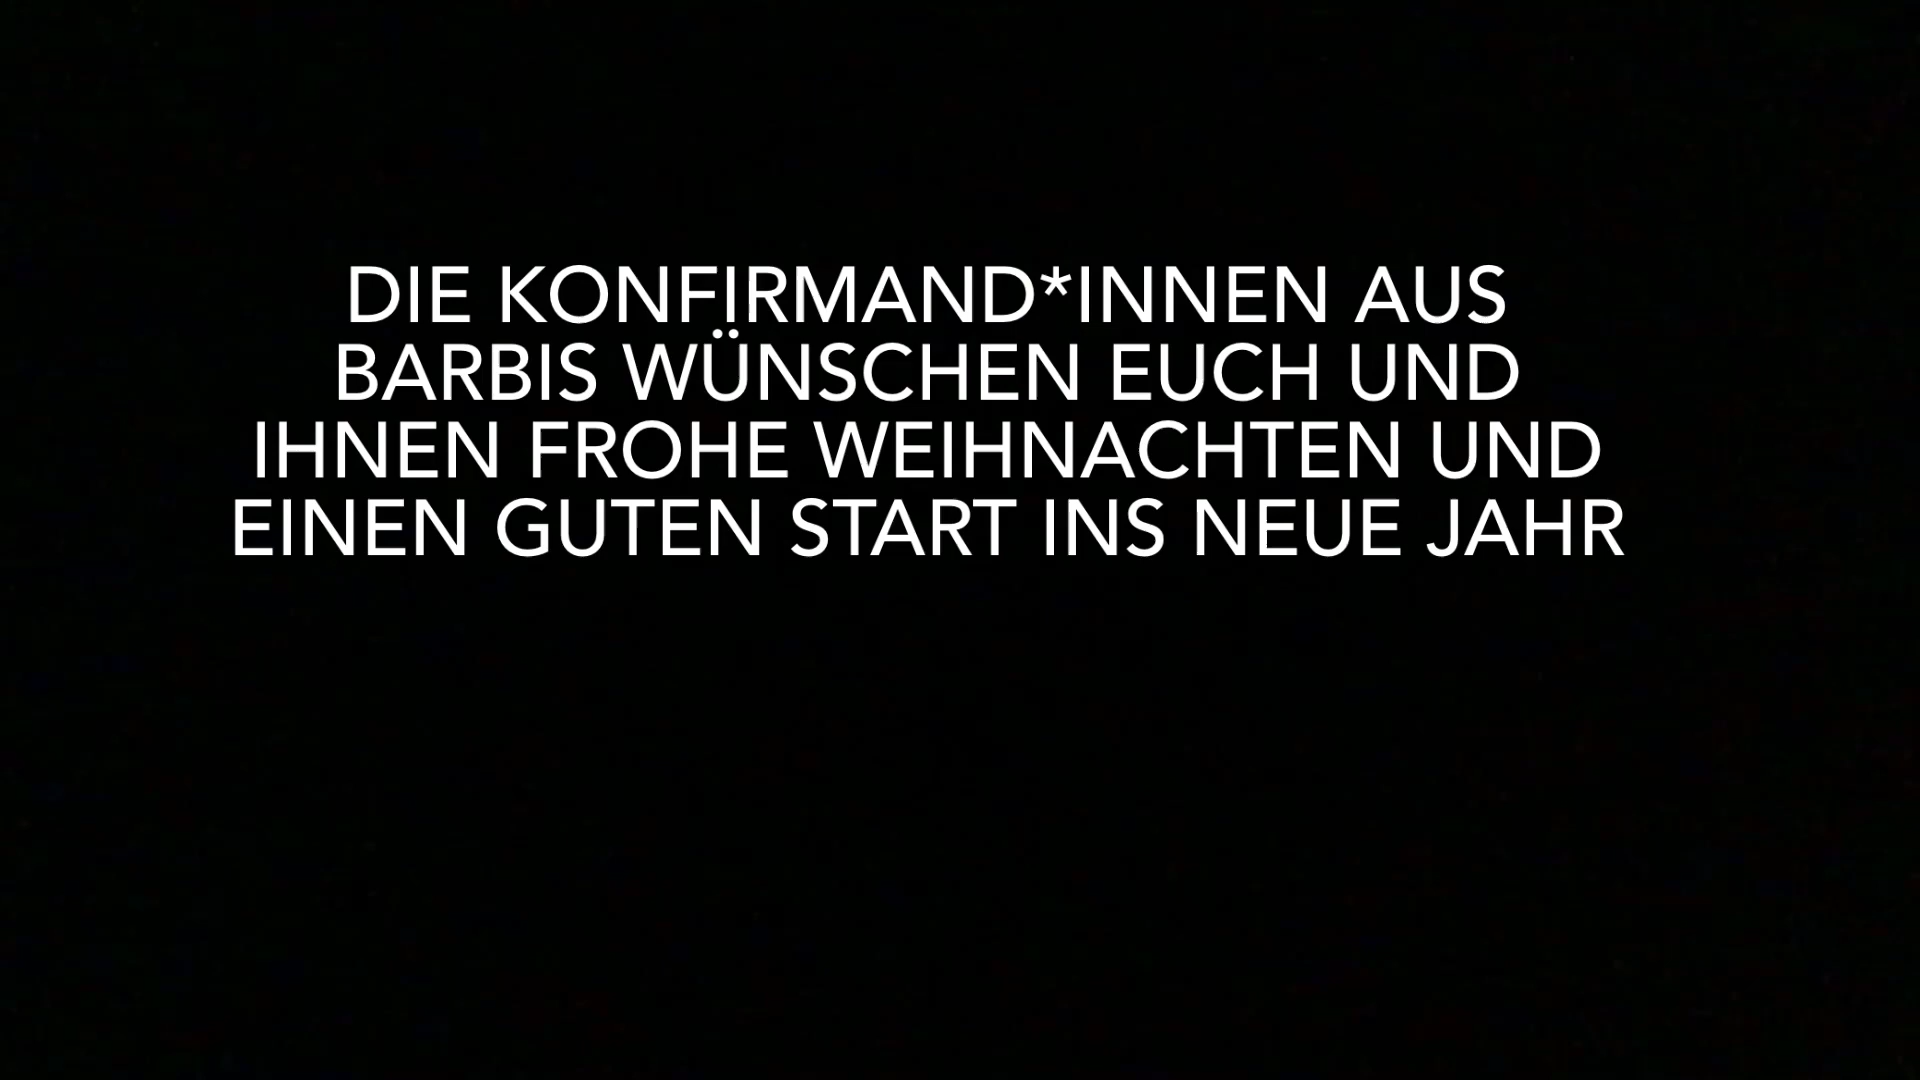 DIE KONFIRMAND*INNEN AUS
BARBIS WÜNSCHEN EUCH UND
IHNEN FROHE WEIHNACHTEN UND
EINEN GUTEN START INS NEUE JAHR